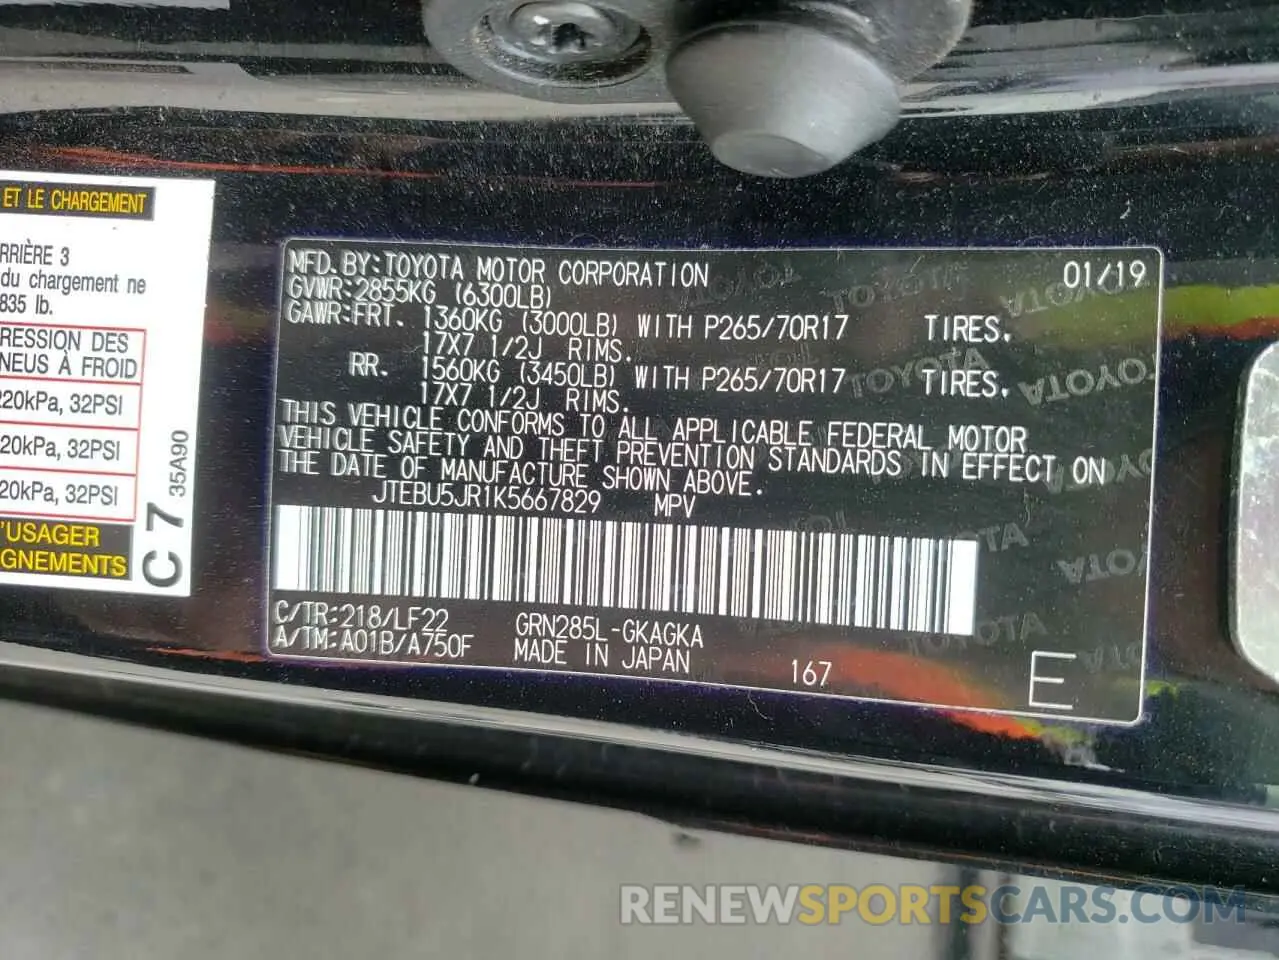 ET LE CHARGEMENT
RRIÈRE 3
du chargement ne
835 lb.
RESSION DES
NEUS À FROID
220kPa, 32PSI
20kPa, 32PSI
20kPa, 32PSI
'USAGER
GNEMENTS
C 7
35A90
MFD.BY:TOYOTA MOTOR CORPORATION 01/19
GVWR:2855KG (6300LB)
GAWR:FRT. 1360KG (3000LB) WITH P265/70R17 TIRES.
17X7 1/2J RIMS.
RR. 1560KG (3450LB) WITH P265/70R17 TIRES.
17X7 1/2J RIMS.
THIS VEHICLE CONFORMS TO ALL APPLICABLE FEDERAL MOTOR
VEHICLE SAFETY AND THEFT PREVENTION STANDARDS IN EFFECT ON
THE DATE OF MANUFACTURE SHOWN ABOVE.
JTEBU5JR1K5667829 MPV
C/TR:218/LF22 GRN285L-GKAGKA
A/TM:A01B/A750F MADE IN JAPAN 167
E
RENEWSPORTSCARS.COM